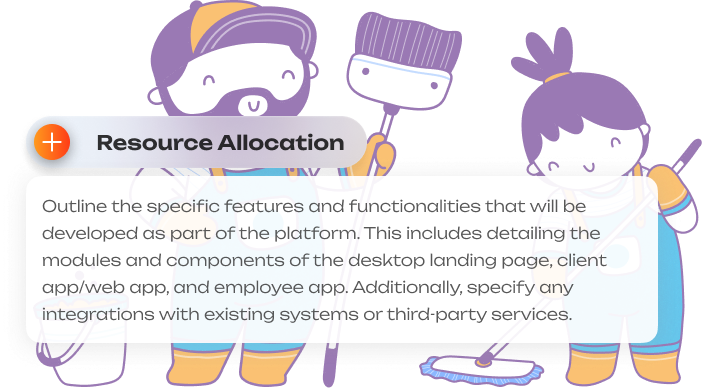 Resource Allocation
Outline the specific features and functionalities that will be
developed as part of the platform. This includes detailing the
modules and components of the desktop landing page, client
app/web app, and employee app. Additionally, specify any
integrations with existing systems or third-party services.